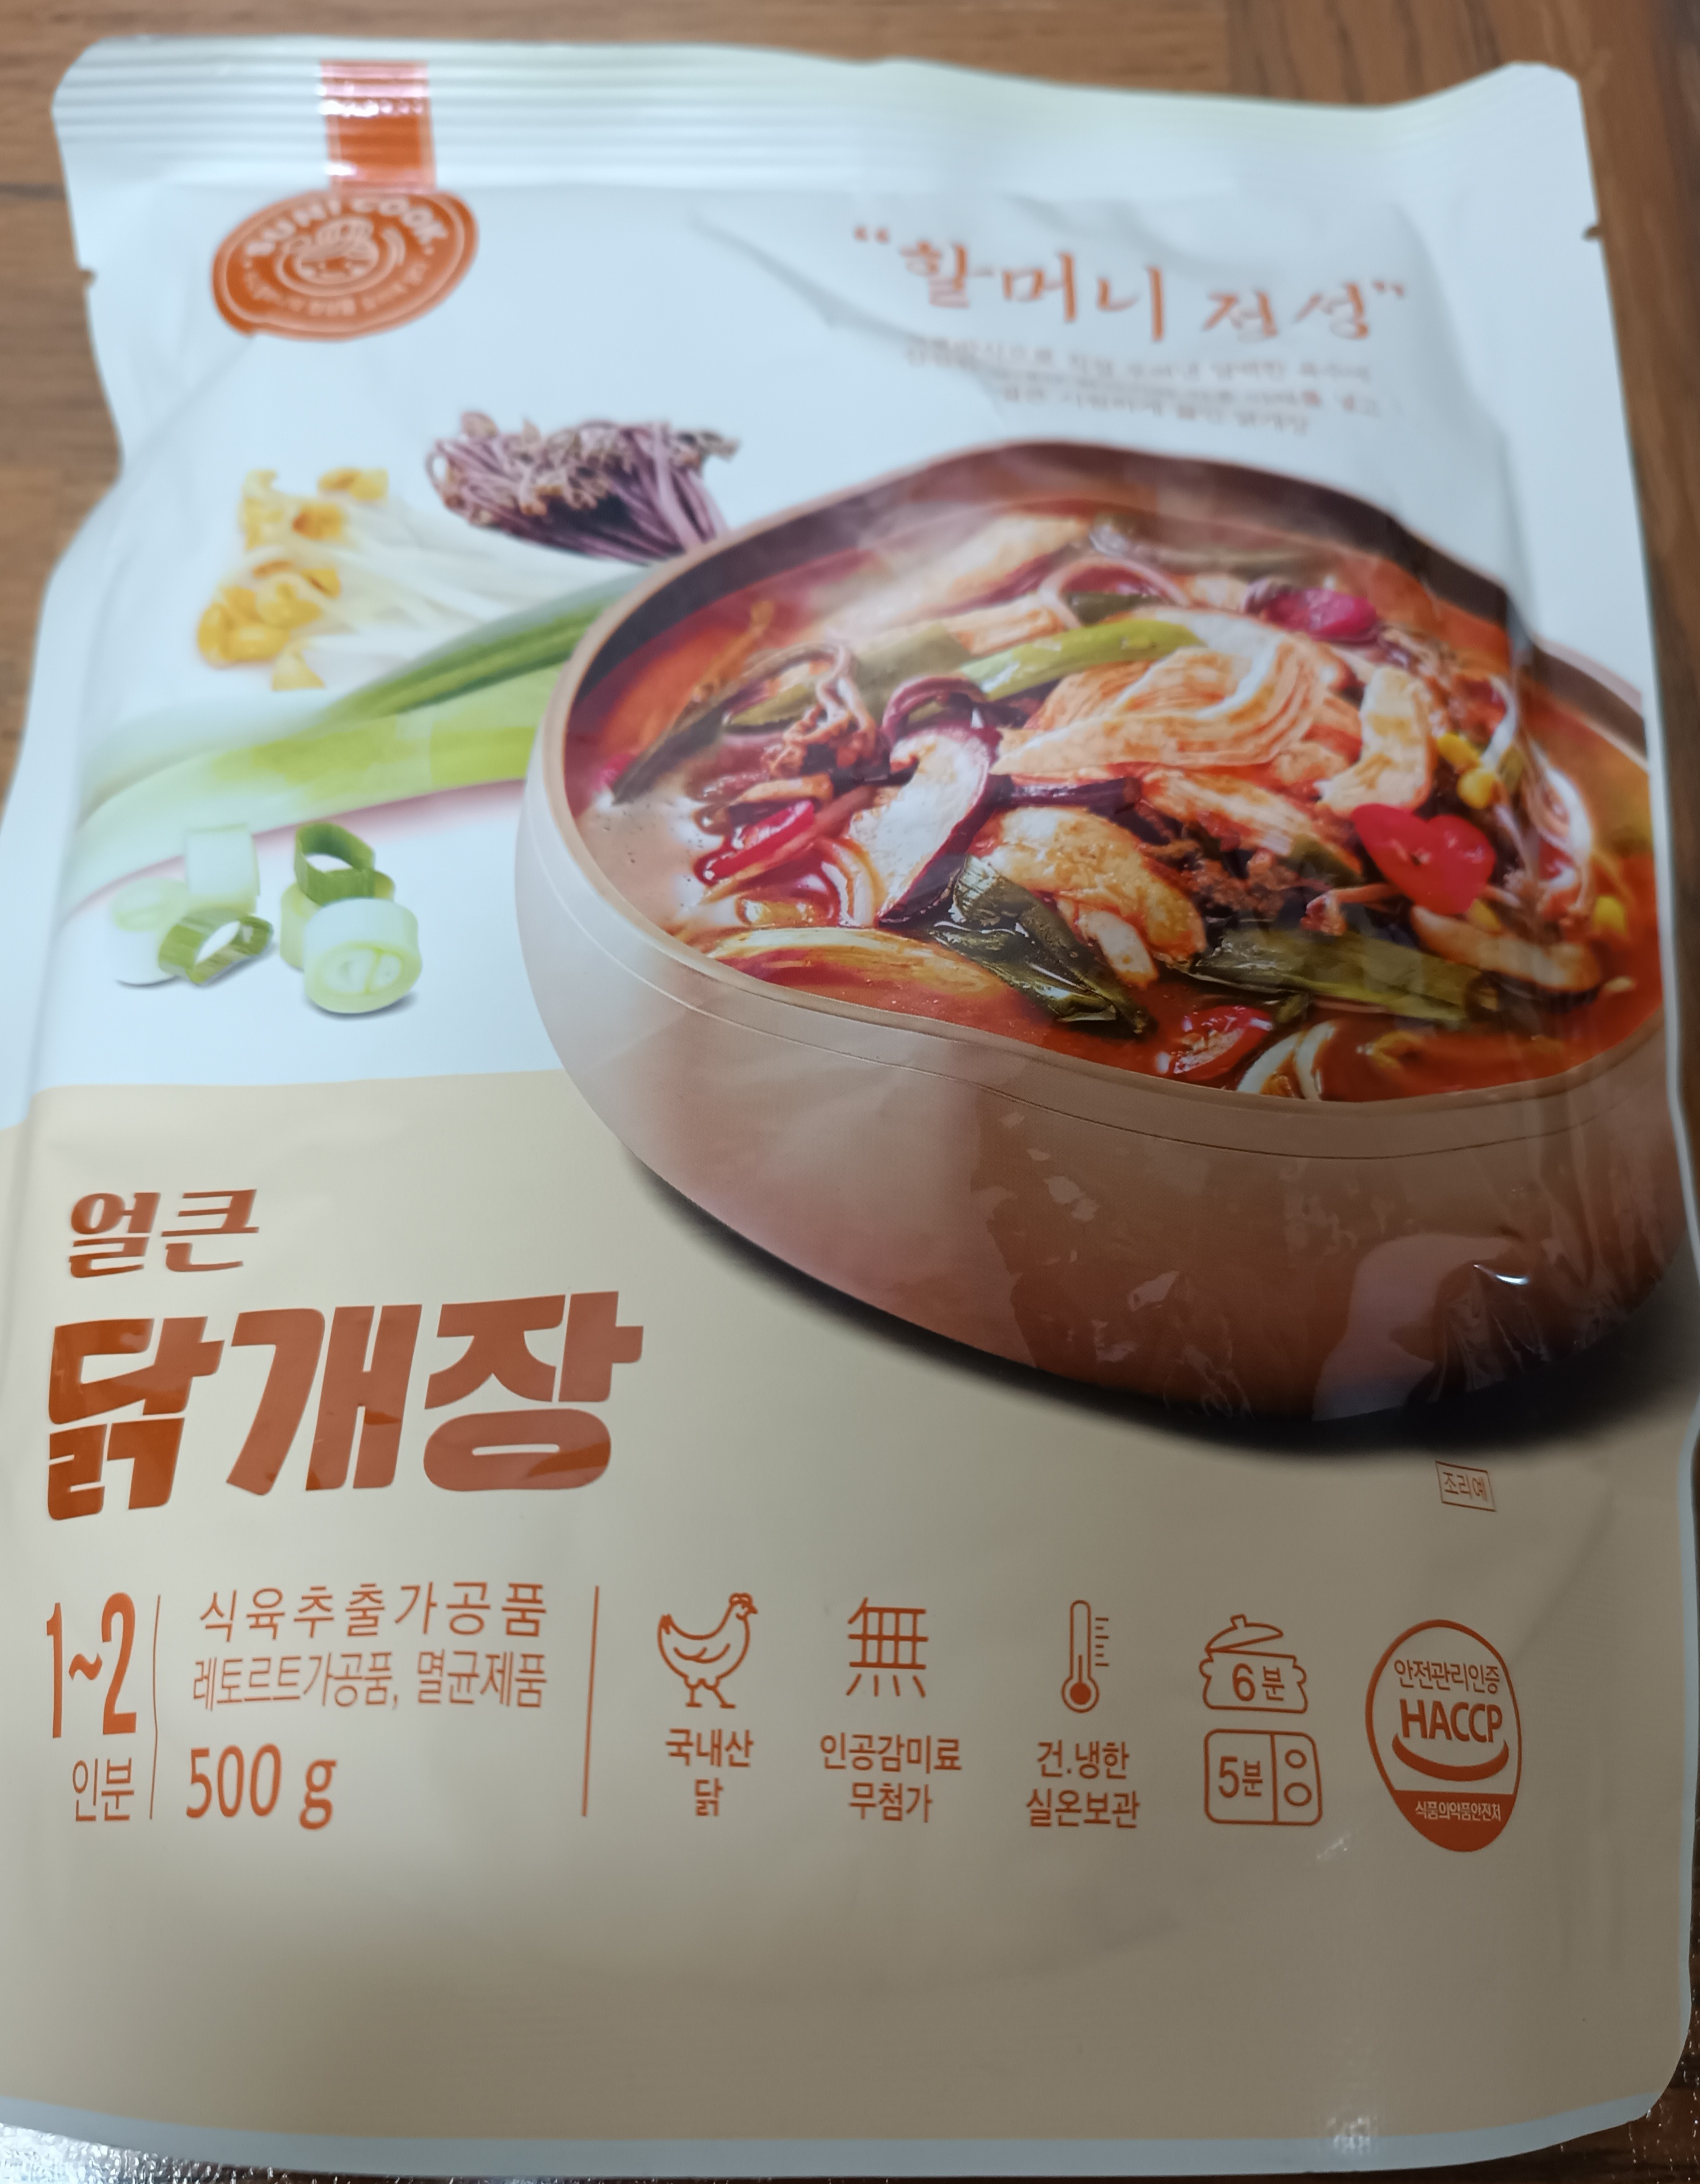 SUNI COOK
“할머니 정성”
얼큰
닭개장
조리예
1~2
인분
식육추출가공품
레토르트가공품, 멸균제품
500 g
국내산
닭
無
인공감미료
무첨가
건.냉한
실온보관
6분
5분
안전관리인증
HACCP
식품의약품안전처